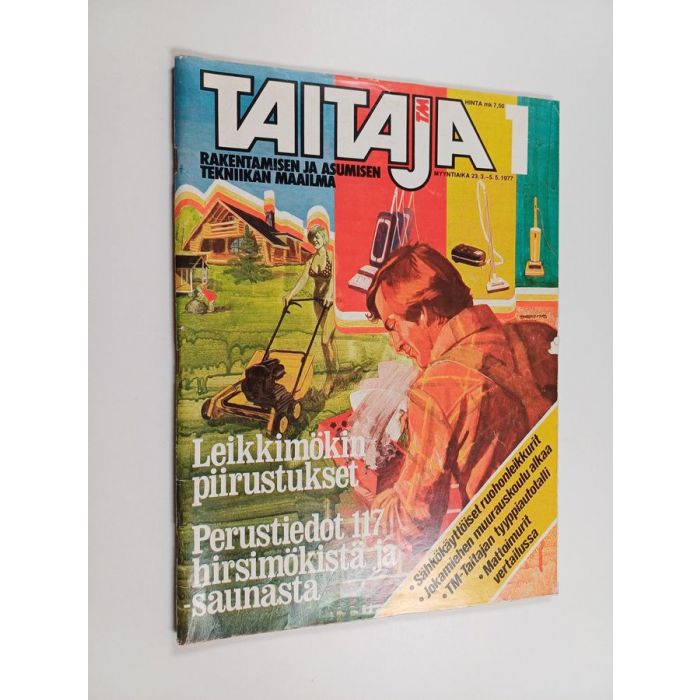 TAITAJA 1
TM
HINTA mk 7,50
RAKENTAMISEN JA ASUMISEN
TEKNIIKAN MAAILMA
MYYNTIAIKA 23.3.–5.5.1977
Leikkimökin
piirustukset
Perustiedot 117
hirsimökistä ja
saunasta
• Sähkökäyttöiset ruohonleikkurit
• Jokamiehen muurauskoulu alkaa
• TM-Taitajan tyyppiautotalli
• Mattoimurit
vertailussa